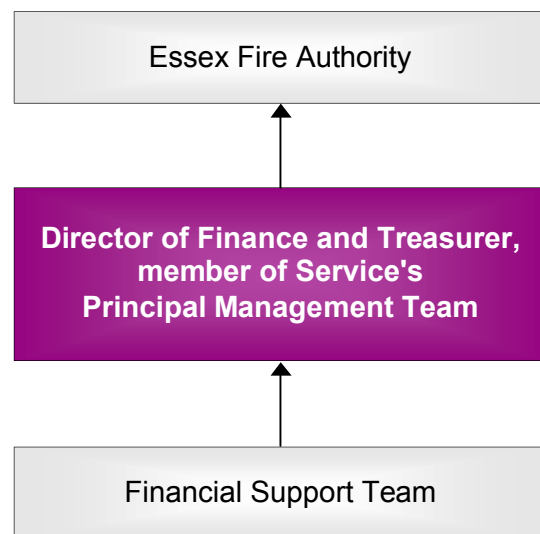 Essex Fire Authority
Director of Finance and Treasurer,
member of Service's
Principal Management Team
Financial Support Team